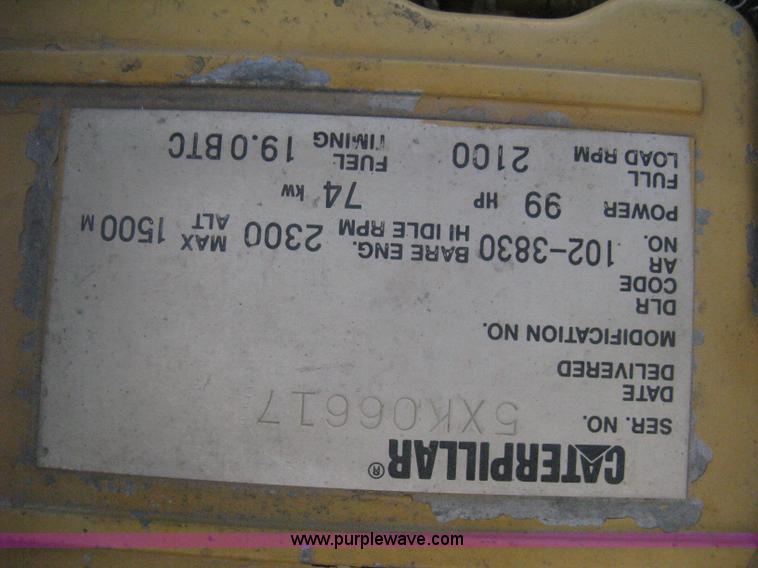 CATERPILLAR®
SER. NO. 5XK06617
DATE
DELIVERED
MODIFICATION NO.
DLR
CODE
AR
NO. 102-3830 BARE ENG. HI IDLE RPM 2300 MAX ALT 1500 M
POWER 99 HP 74 kw
FULL
LOAD RPM 2100 FUEL TIMING 19.0 BTC
www.purplewave.com